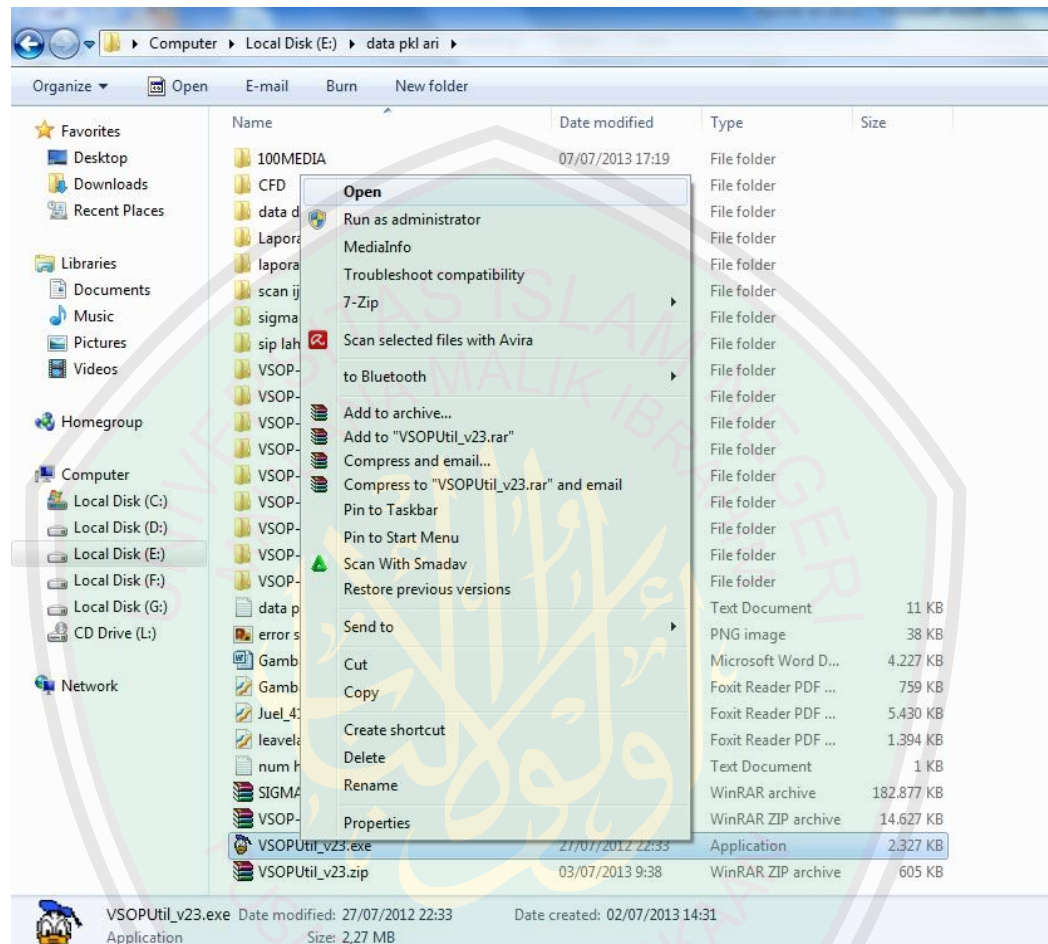 Computer ▸ Local Disk (E:) ▸ data pkl ari ▸
Organize Open E-mail Burn New folder
Name Date modified Type Size
Favorites
Desktop
Downloads
Recent Places
Libraries
Documents
Music
Pictures
Videos
Homegroup
Computer
Local Disk (C:)
Local Disk (D:)
Local Disk (E:)
Local Disk (F:)
Local Disk (G:)
CD Drive (L:)
Network
100MEDIA 07/07/2013 17:19 File folder
CFD File folder
data d File folder
Lapora File folder
lapora File folder
scan ij File folder
sigma File folder
sip lah File folder
VSOP- File folder
VSOP- File folder
VSOP- File folder
VSOP- File folder
VSOP- File folder
VSOP- File folder
VSOP- File folder
VSOP- File folder
VSOP- File folder
data p Text Document 11 KB
error s PNG image 38 KB
Gamb Microsoft Word D... 4.227 KB
Gamb Foxit Reader PDF ... 759 KB
Juel_41 Foxit Reader PDF ... 5.430 KB
leavela Foxit Reader PDF ... 1.394 KB
num h Text Document 1 KB
SIGMA WinRAR archive 182.877 KB
VSOP- WinRAR ZIP archive 14.627 KB
VSOPUtil_v23.exe 27/07/2012 22:33 Application 2.327 KB
VSOPUtil_v23.zip 03/07/2013 9:38 WinRAR ZIP archive 605 KB
Open
Run as administrator
MediaInfo
Troubleshoot compatibility
7-Zip
Scan selected files with Avira
to Bluetooth
Add to archive...
Add to "VSOPUtil_v23.rar"
Compress and email...
Compress to "VSOPUtil_v23.rar" and email
Pin to Taskbar
Pin to Start Menu
Scan With Smadav
Restore previous versions
Send to
Cut
Copy
Create shortcut
Delete
Rename
Properties
VSOPUtil_v23.exe Date modified: 27/07/2012 22:33 Date created: 02/07/2013 14:31
Application Size: 2,27 MB